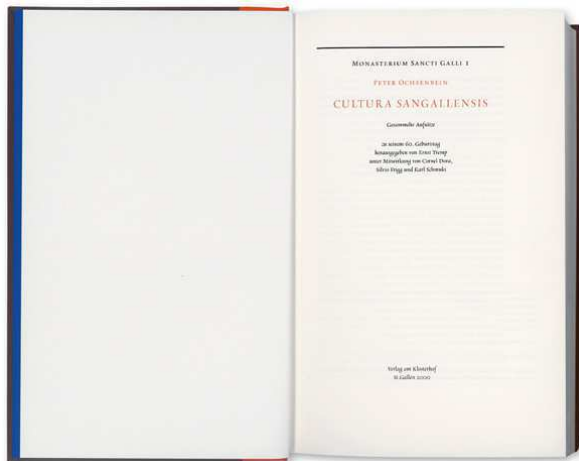 MONASTERIUM SANCTI GALLI 1
PETER OCHSENBEIN
CULTURA SANGALLENSIS
Gesammelte Aufsätze
zu seinem 60. Geburtstag
herausgegeben von Ernst Tremp
unter Mitwirkung von Cornel Dora,
Silvio Frigg und Karl Schmuki
Verlag am Klosterhof
St. Gallen 2000